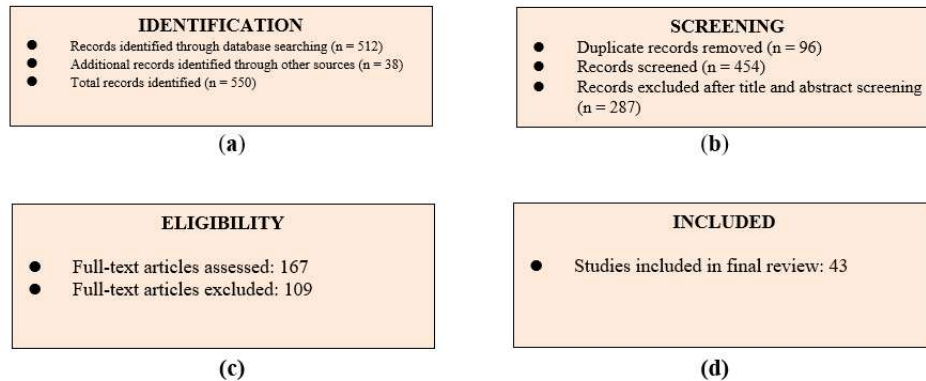 IDENTIFICATION
● Records identified through database searching (n = 512)
● Additional records identified through other sources (n = 38)
● Total records identified (n = 550)
(a)
SCREENING
● Duplicate records removed (n = 96)
● Records screened (n = 454)
● Records excluded after title and abstract screening
(n = 287)
(b)
ELIGIBILITY
● Full-text articles assessed: 167
● Full-text articles excluded: 109
(c)
INCLUDED
● Studies included in final review: 43
(d)